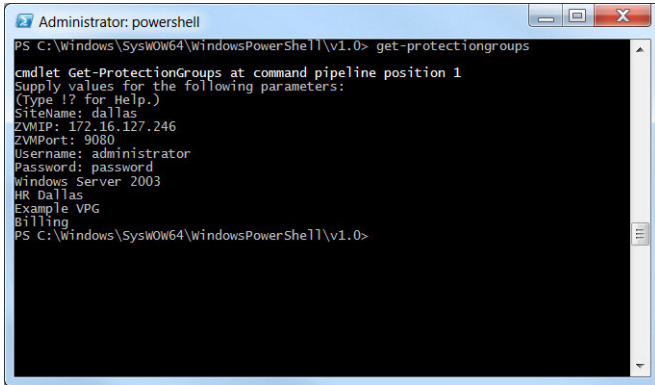 Administrator: powershell
PS C:\Windows\SysWOW64\WindowsPowerShell\v1.0> get-protectiongroups
cmdlet Get-ProtectionGroups at command pipeline position 1
Supply values for the following parameters:
(Type !? for Help.)
SiteName: dallas
ZVMIP: 172.16.127.246
ZVMPort: 9080
Username: administrator
Password: password
Windows Server 2003
HR Dallas
Example VPG
Billing
PS C:\Windows\SysWOW64\WindowsPowerShell\v1.0>